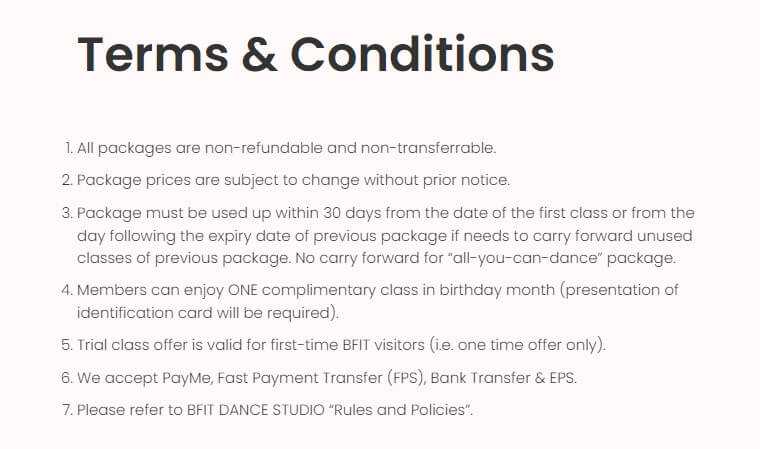 Terms & Conditions
1. All packages are non-refundable and non-transferrable.
2. Package prices are subject to change without prior notice.
3. Package must be used up within 30 days from the date of the first class or from the
day following the expiry date of previous package if needs to carry forward unused
classes of previous package. No carry forward for “all-you-can-dance” package.
4. Members can enjoy ONE complimentary class in birthday month (presentation of
identification card will be required).
5. Trial class offer is valid for first-time BFIT visitors (i.e. one time offer only).
6. We accept PayMe, Fast Payment Transfer (FPS), Bank Transfer & EPS.
7. Please refer to BFIT DANCE STUDIO “Rules and Policies”.